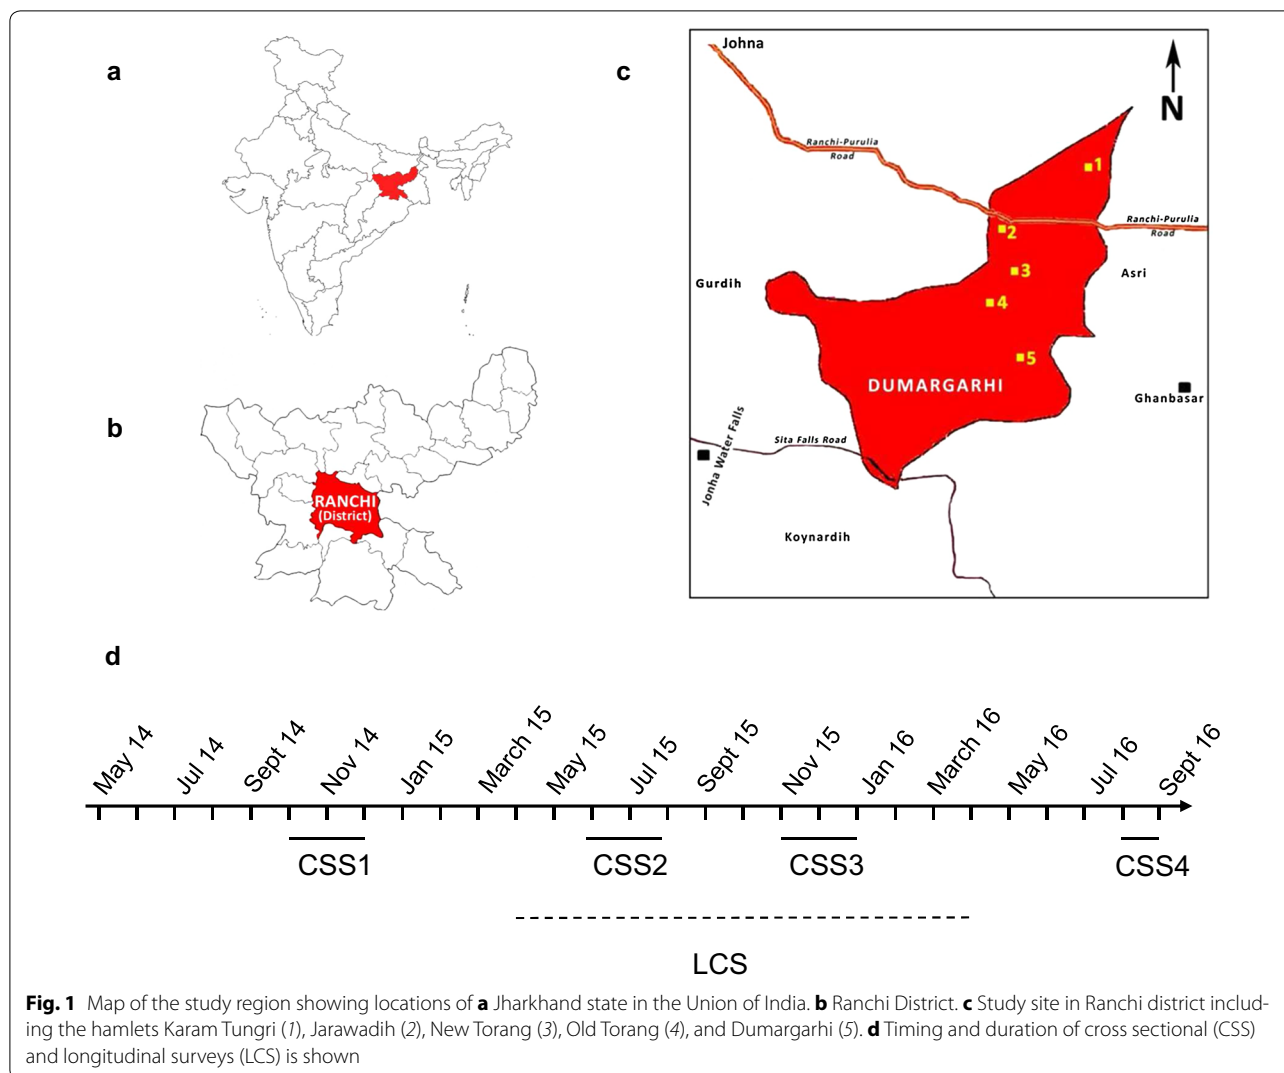 a
b
RANCHI
(District)
c
Johna
N
Ranchi-Purulia
Road
1
Ranchi-Purulia
Road
2
3
Asri
Gurdih
4
5
DUMARGARHI
Ghanbasar
Sita Falls Road
Jonha Water Falls
Koynardih
d
May 14 Jul 14 Sept 14 Nov 14 Jan 15 March 15 May 15 Jul 15 Sept 15 Nov 15 Jan 16 March 16 May 16 Jul 16 Sept 16
CSS1 CSS2 CSS3 CSS4
LCS
Fig. 1 Map of the study region showing locations of a Jharkhand state in the Union of India. b Ranchi District. c Study site in Ranchi district includ-
ing the hamlets Karam Tungri (1), Jarawadih (2), New Torang (3), Old Torang (4), and Dumargarhi (5). d Timing and duration of cross sectional (CSS)
and longitudinal surveys (LCS) is shown